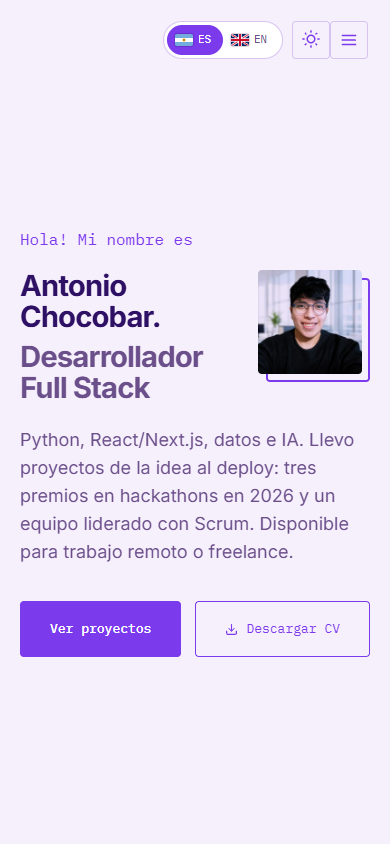 ES EN
Hola! Mi nombre es
Antonio
Chocobar.
Desarrollador
Full Stack
Python, React/Next.js, datos e IA. Llevo
proyectos de la idea al deploy: tres
premios en hackathons en 2026 y un
equipo liderado con Scrum. Disponible
para trabajo remoto o freelance.
Ver proyectos
Descargar CV